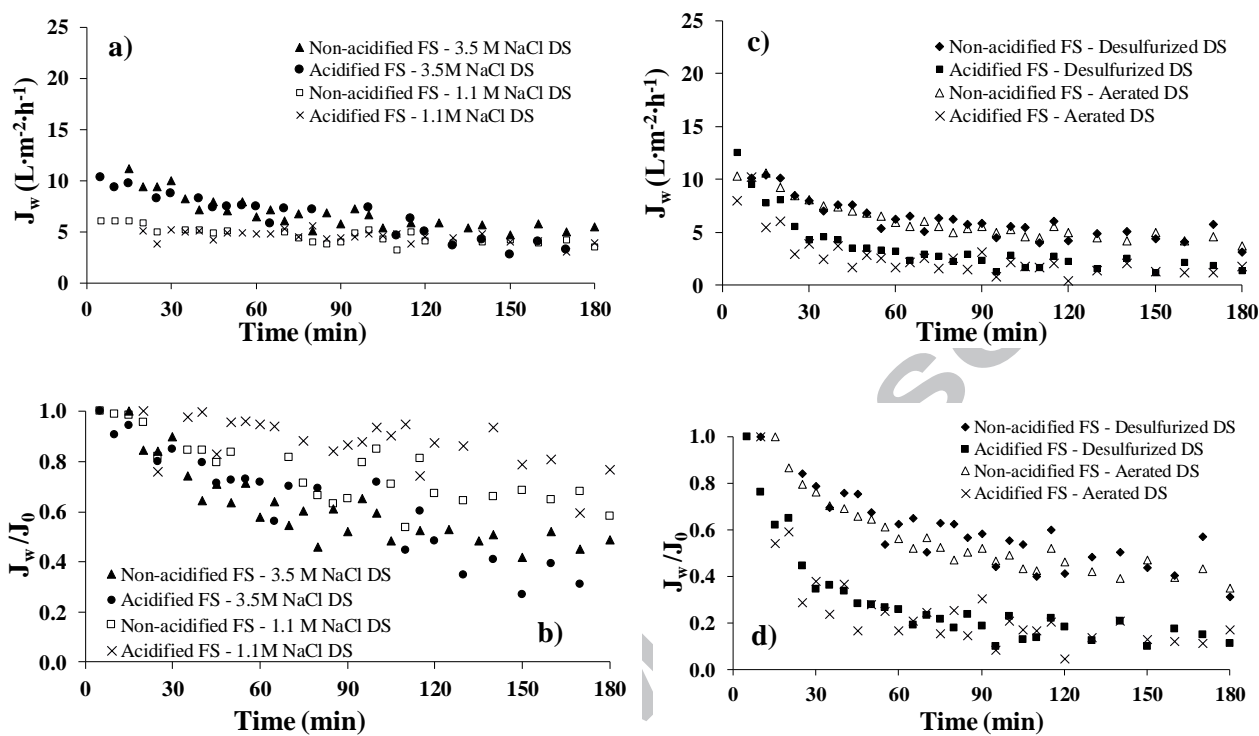 a)
25
20
15
10
5
0
J_w (L·m⁻²·h⁻¹)
▲ Non-acidified FS - 3.5 M NaCl DS
● Acidified FS - 3.5M NaCl DS
□ Non-acidified FS - 1.1 M NaCl DS
× Acidified FS - 1.1M NaCl DS
0 30 60 90 120 150 180
Time (min)
c)
25
20
15
10
5
0
J_w (L·m⁻²·h⁻¹)
◆ Non-acidified FS - Desulfurized DS
■ Acidified FS - Desulfurized DS
△ Non-acidified FS - Aerated DS
× Acidified FS - Aerated DS
0 30 60 90 120 150 180
Time (min)
1.0
0.8
0.6
0.4
0.2
0.0
J_w/J_0
▲ Non-acidified FS - 3.5 M NaCl DS
● Acidified FS - 3.5M NaCl DS
□ Non-acidified FS - 1.1 M NaCl DS
× Acidified FS - 1.1M NaCl DS
b)
0 30 60 90 120 150 180
Time (min)
1.0
0.8
0.6
0.4
0.2
0.0
J_w/J_0
◆ Non-acidified FS - Desulfurized DS
■ Acidified FS - Desulfurized DS
△ Non-acidified FS - Aerated DS
× Acidified FS - Aerated DS
d)
0 30 60 90 120 150 180
Time (min)